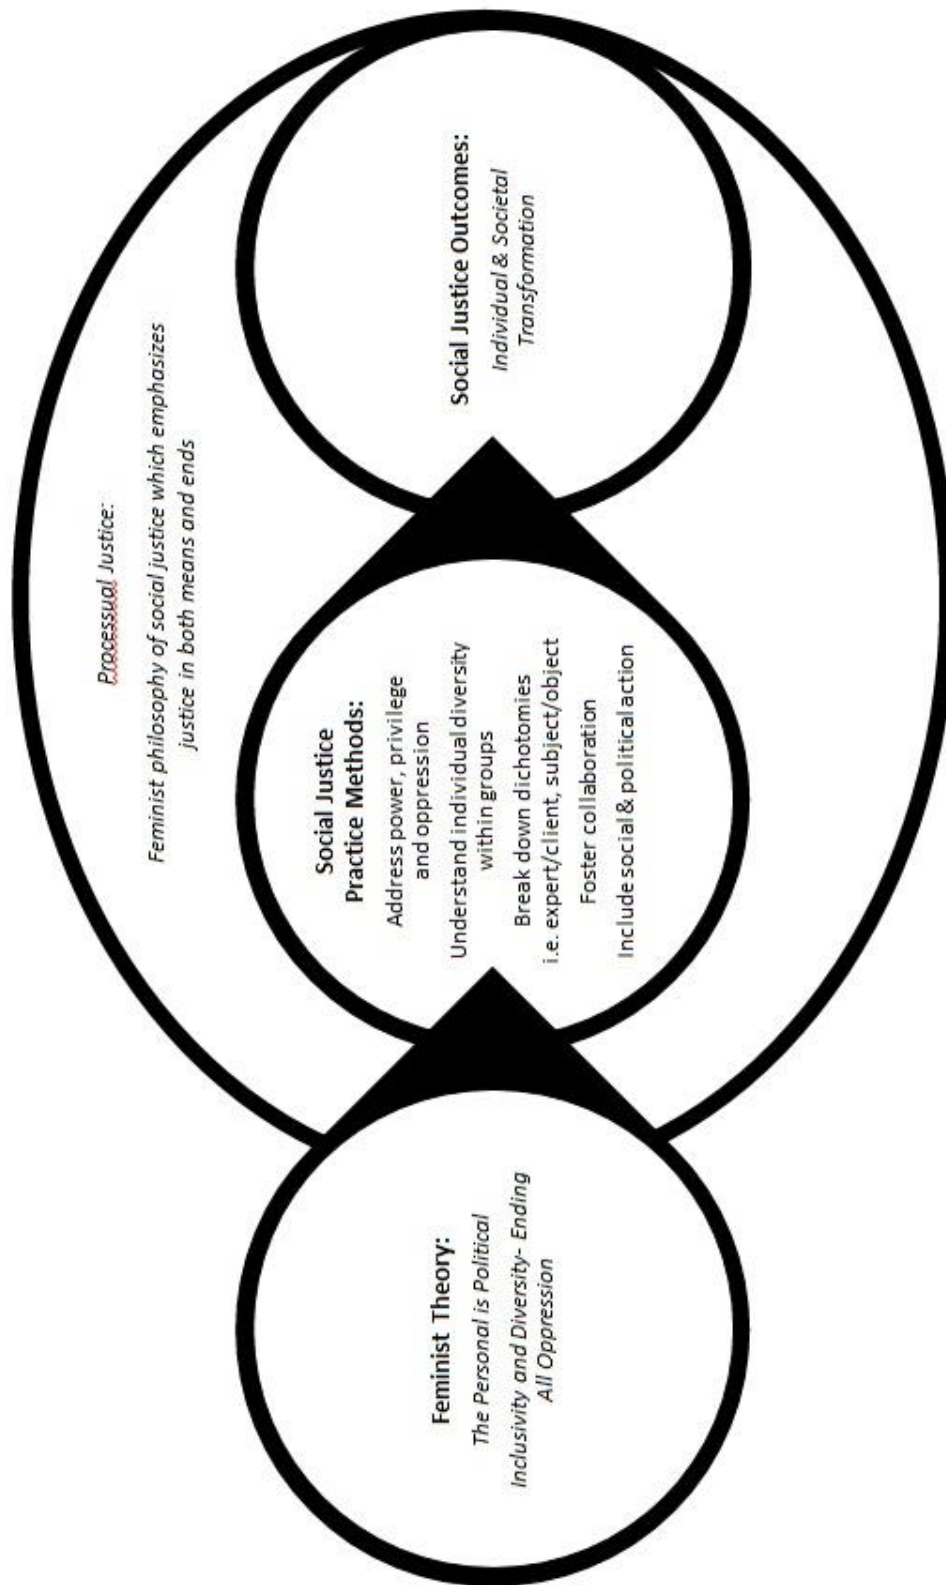 Processual Justice:
Feminist philosophy of social justice which emphasizes
justice in both means and ends
Feminist Theory:
The Personal is Political
Inclusivity and Diversity- Ending
All Oppression
Social Justice
Practice Methods:
Address power, privilege
and oppression
Understand individual diversity
within groups
Break down dichotomies
i.e. expert/client, subject/object
Foster collaboration
Include social & political action
Social Justice Outcomes:
Individual & Societal
Transformation